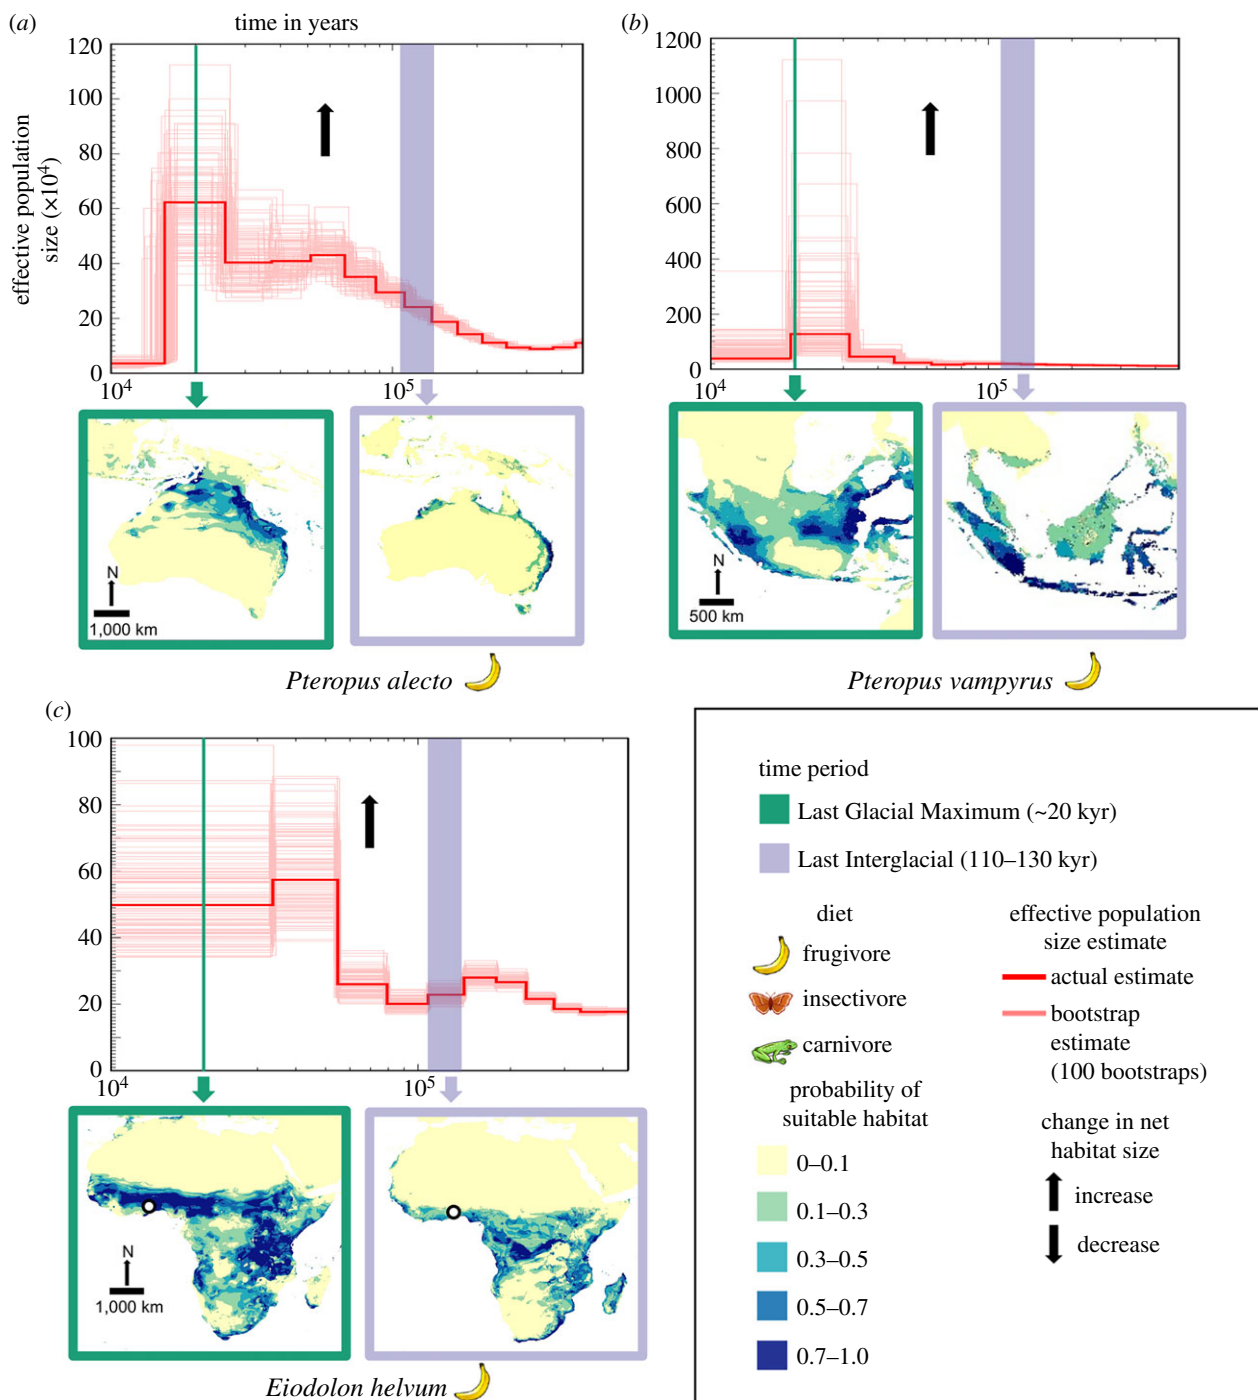 (a)
time in years
effective population
size (×10⁴)
120
100
80
60
40
20
0
10⁴
10⁵
N
1,000 km
Pteropus alecto
(b)
1200
1000
800
600
400
200
0
10⁴
10⁵
N
500 km
Pteropus vampyrus
(c)
100
80
60
40
20
0
10⁴
10⁵
N
1,000 km
Eiodolon helvum
time period
Last Glacial Maximum (~20 kyr)
Last Interglacial (110–130 kyr)
diet
frugivore
insectivore
carnivore
probability of
suitable habitat
0–0.1
0.1–0.3
0.3–0.5
0.5–0.7
0.7–1.0
effective population
size estimate
actual estimate
bootstrap
estimate
(100 bootstraps)
change in net
habitat size
increase
decrease